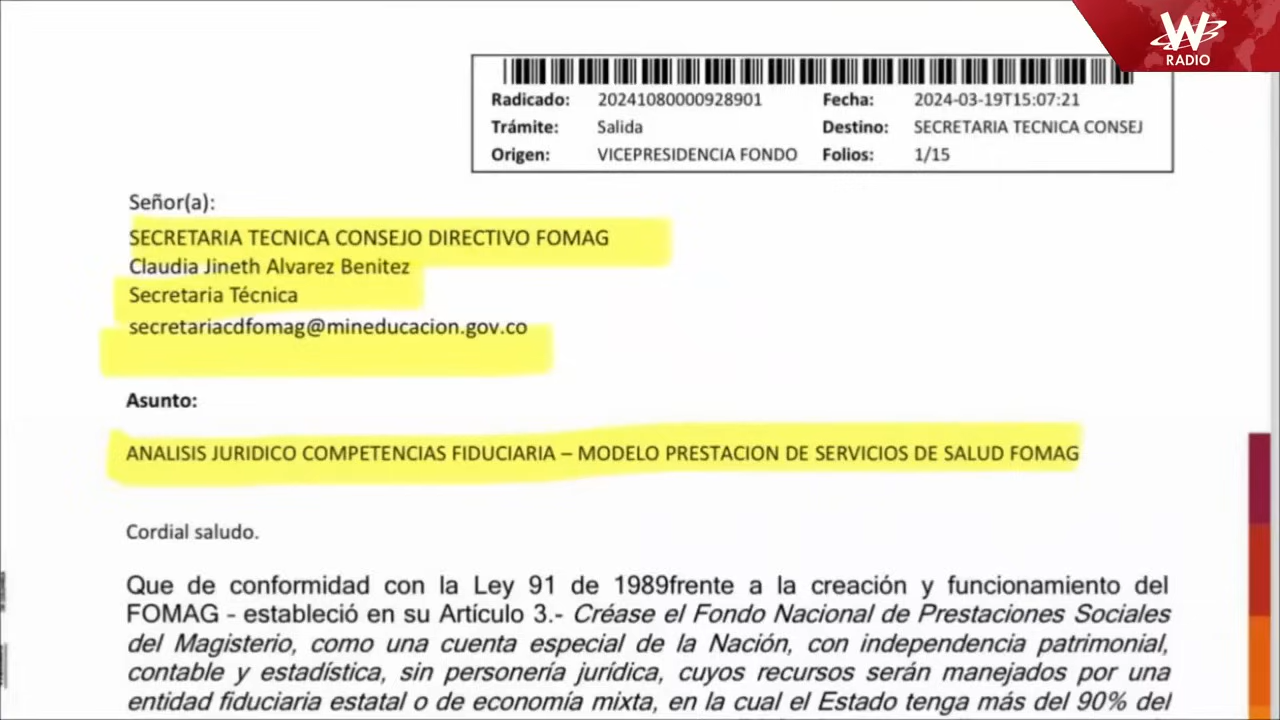 W
RADIO
Radicado: 20241080000928901 Fecha: 2024-03-19T15:07:21
Trámite: Salida Destino: SECRETARIA TECNICA CONSEJ
Origen: VICEPRESIDENCIA FONDO Folios: 1/15
Señor(a):
SECRETARIA TECNICA CONSEJO DIRECTIVO FOMAG
Claudia Jineth Alvarez Benitez
Secretaria Técnica
secretariacdfomag@mineducacion.gov.co
Asunto:
ANALISIS JURIDICO COMPETENCIAS FIDUCIARIA – MODELO PRESTACION DE SERVICIOS DE SALUD FOMAG
Cordial saludo.
Que de conformidad con la Ley 91 de 1989frente a la creación y funcionamiento del
FOMAG - estableció en su Artículo 3.- Créase el Fondo Nacional de Prestaciones Sociales
del Magisterio, como una cuenta especial de la Nación, con independencia patrimonial,
contable y estadística, sin personería jurídica, cuyos recursos serán manejados por una
entidad fiduciaria estatal o de economía mixta, en la cual el Estado tenga más del 90% del